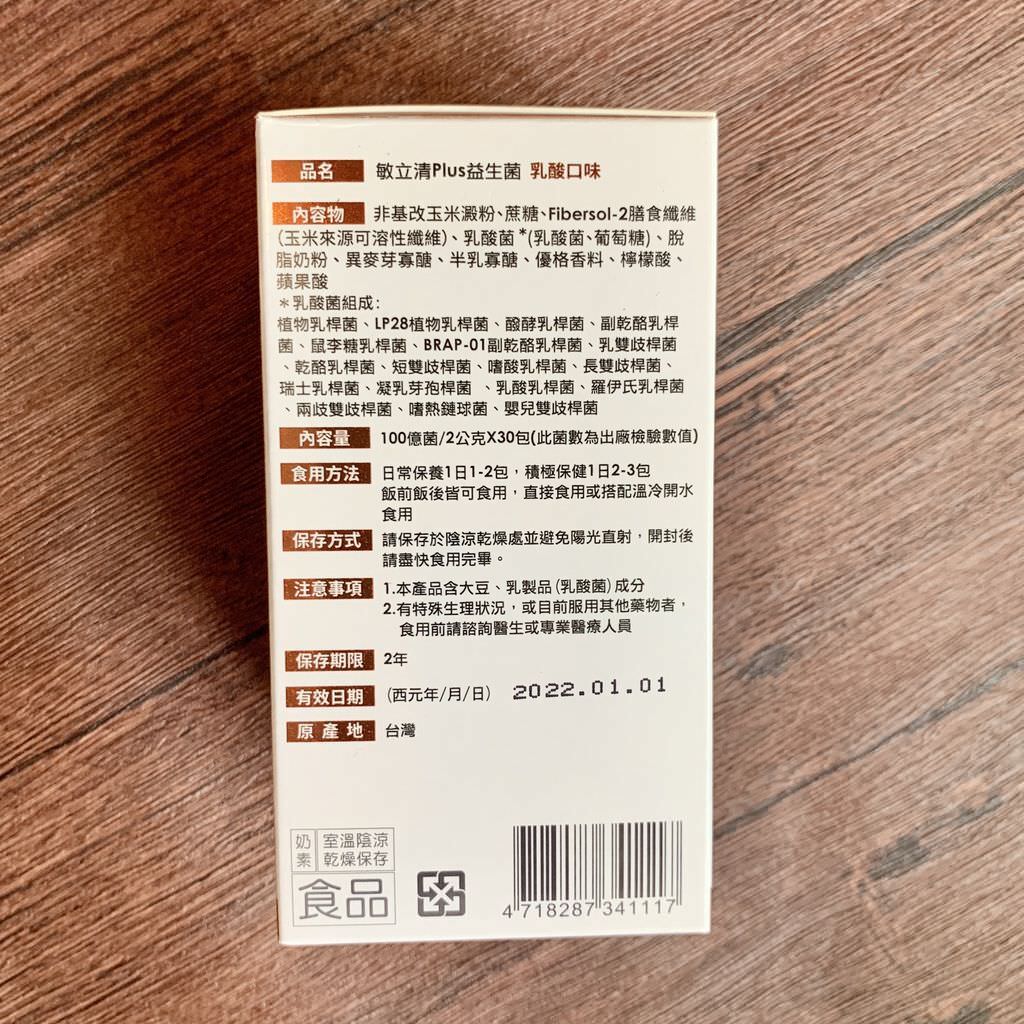 品名 敏立清Plus益生菌 乳酸口味
內容物 非基改玉米澱粉、蔗糖、Fibersol-2膳食纖維
(玉米來源可溶性纖維)、乳酸菌*(乳酸菌、葡萄糖)、脫
脂奶粉、異麥芽寡醣、半乳寡醣、優格香料、檸檬酸、
蘋果酸
*乳酸菌組成:
植物乳桿菌、LP28植物乳桿菌、醱酵乳桿菌、副乾酪乳桿
菌、鼠李糖乳桿菌、BRAP-01副乾酪乳桿菌、乳雙歧桿菌
、乾酪乳桿菌、短雙歧桿菌、嗜酸乳桿菌、長雙歧桿菌、
瑞士乳桿菌、凝乳芽孢桿菌 、乳酸乳桿菌、羅伊氏乳桿菌
、兩歧雙歧桿菌、嗜熱鏈球菌、嬰兒雙歧桿菌
內容量 100億菌/2公克X30包(此菌數為出廠檢驗數值)
食用方法 日常保養1日1-2包，積極保健1日2-3包
飯前飯後皆可食用，直接食用或搭配溫冷開水
食用
保存方式 請保存於陰涼乾燥處並避免陽光直射，開封後
請盡快食用完畢。
注意事項 1.本產品含大豆、乳製品(乳酸菌)成分
2.有特殊生理狀況，或目前服用其他藥物者，
食用前請諮詢醫生或專業醫療人員
保存期限 2年
有效日期 (西元年/月/日) 2022.01.01
原產地 台灣
奶素 室溫陰涼
乾燥保存
食品
4 718287 341117